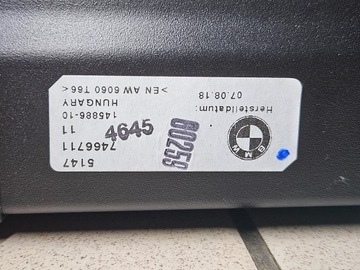 5147
7466711 11
145886-10
HUNGARY
>EN AW 6060 T66<
4645
80259
Herstelldatum:
07.08.18
BMW